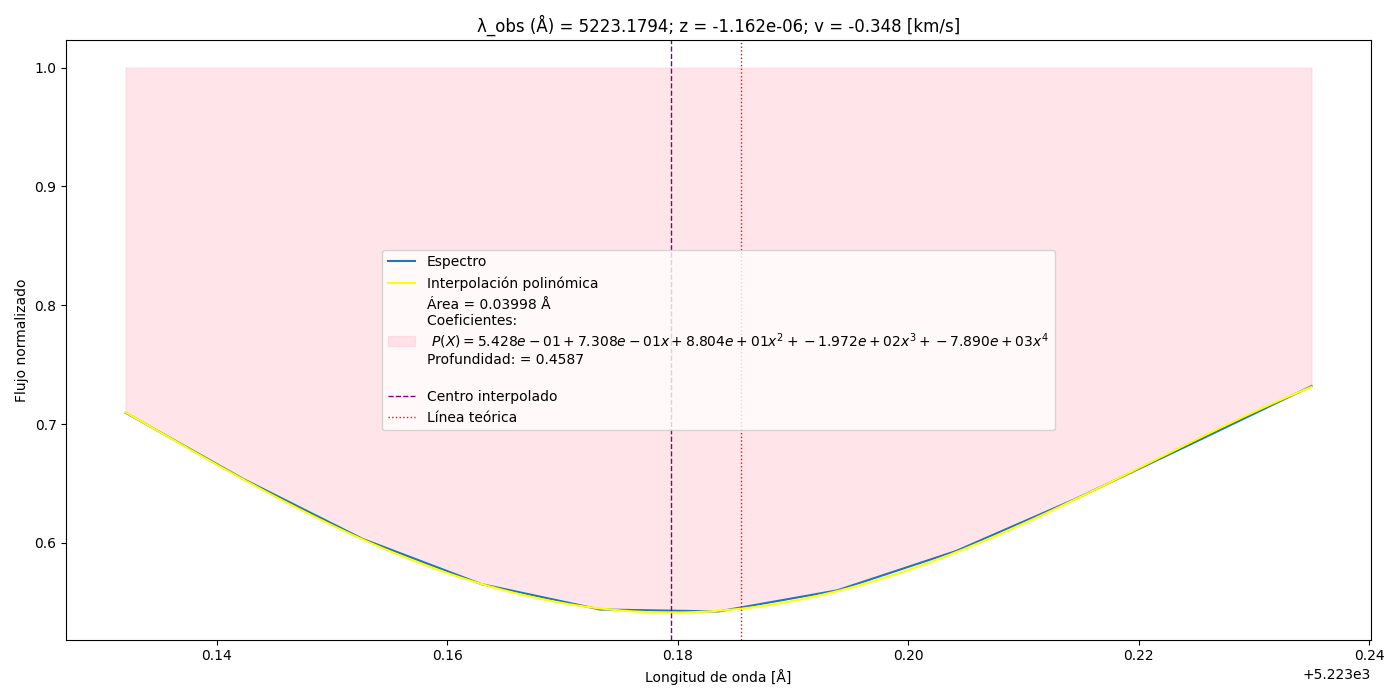 λ_obs (Å) = 5223.1794; z = -1.162e-06; v = -0.348 [km/s]
1.0
0.9
0.8
0.7
0.6
Flujo normalizado
Espectro
Interpolación polinómica
Área = 0.03998 Å
Coeficientes:
P(X) = 5.428e − 01 + 7.308e − 01x + 8.804e + 01x² + −1.972e + 02x³ + −7.890e + 03x⁴
Profundidad: = 0.4587
Centro interpolado
Línea teórica
0.14 0.16 0.18 0.20 0.22 0.24
Longitud de onda [Å]
+5.223e3